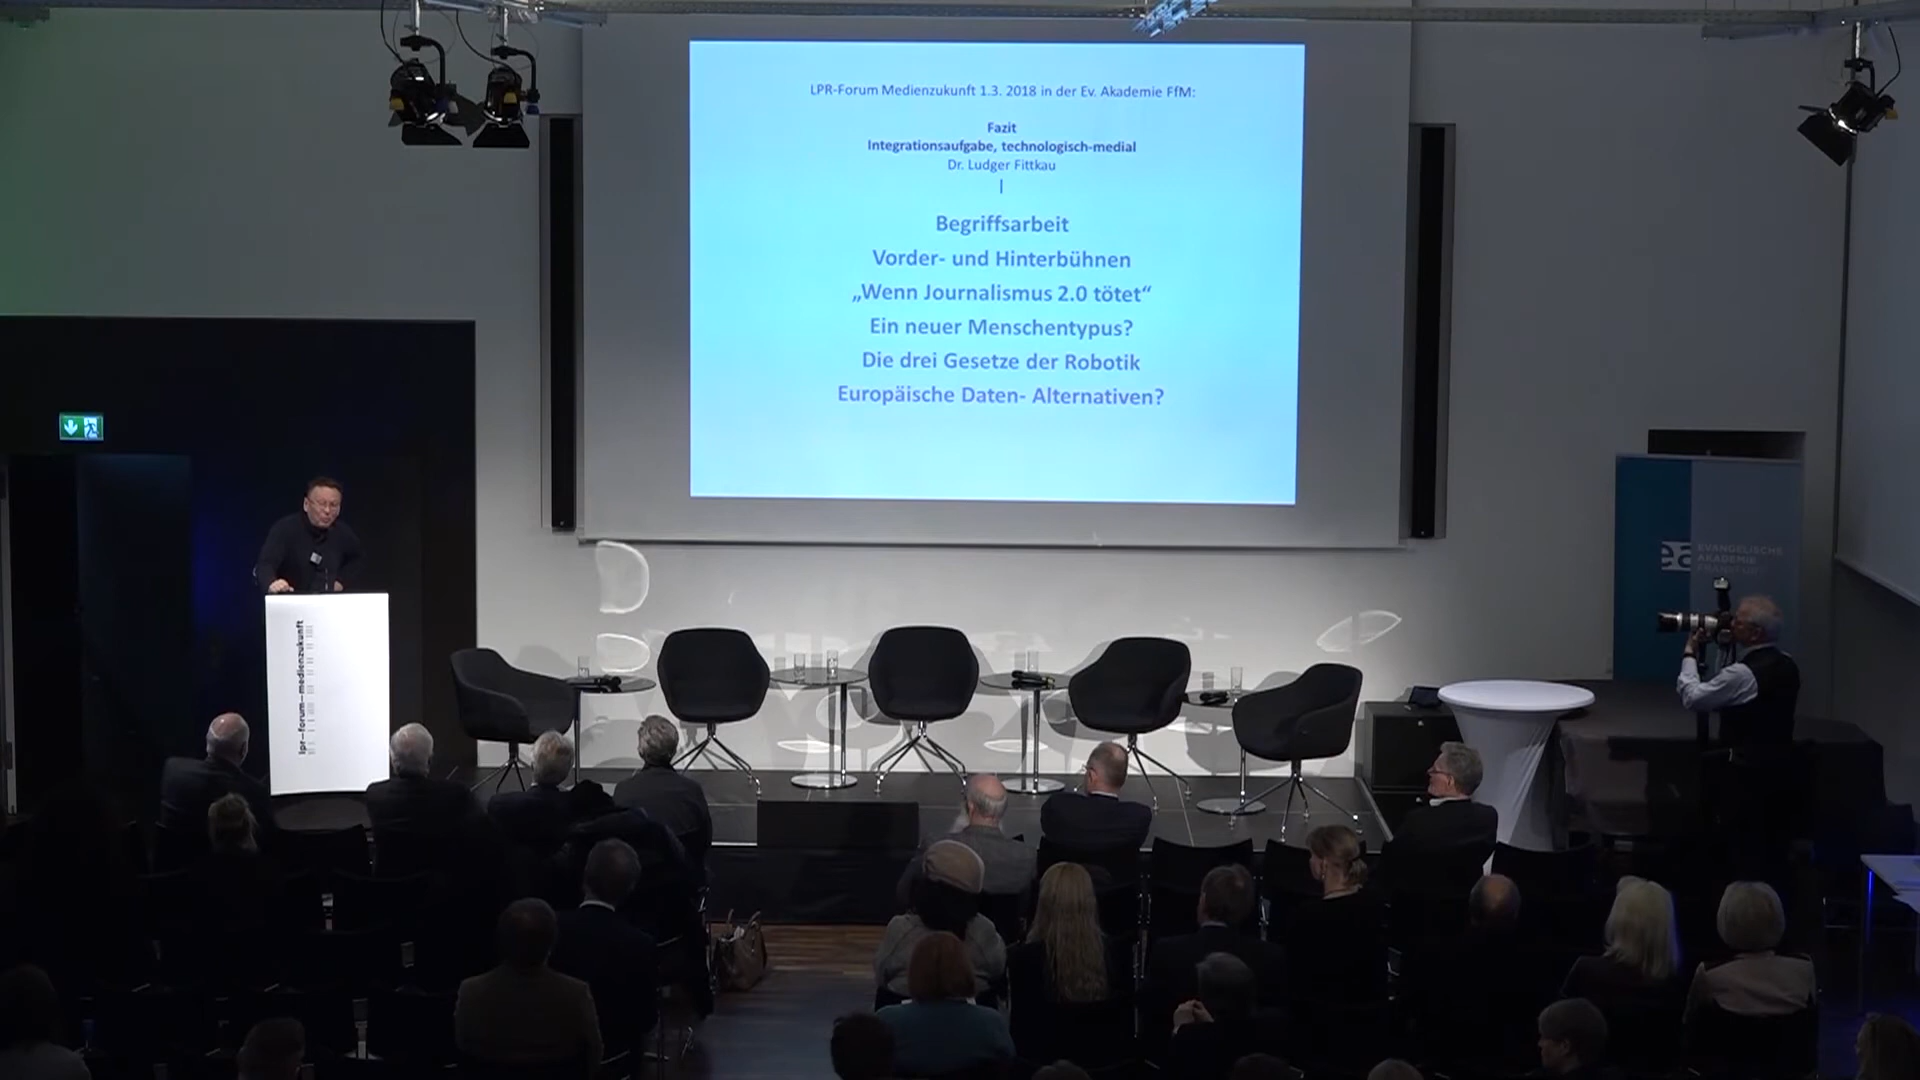 LPR-Forum Medienzukunft 1.3. 2018 in der Ev. Akademie FfM:
Fazit
Integrationsaufgabe, technologisch-medial
Dr. Ludger Fittkau
Begriffsarbeit
Vorder- und Hinterbühnen
„Wenn Journalismus 2.0 tötet“
Ein neuer Menschentypus?
Die drei Gesetze der Robotik
Europäische Daten- Alternativen?
lpr–forum–medienzukunft
ea
EVANGELISCHE
AKADEMIE